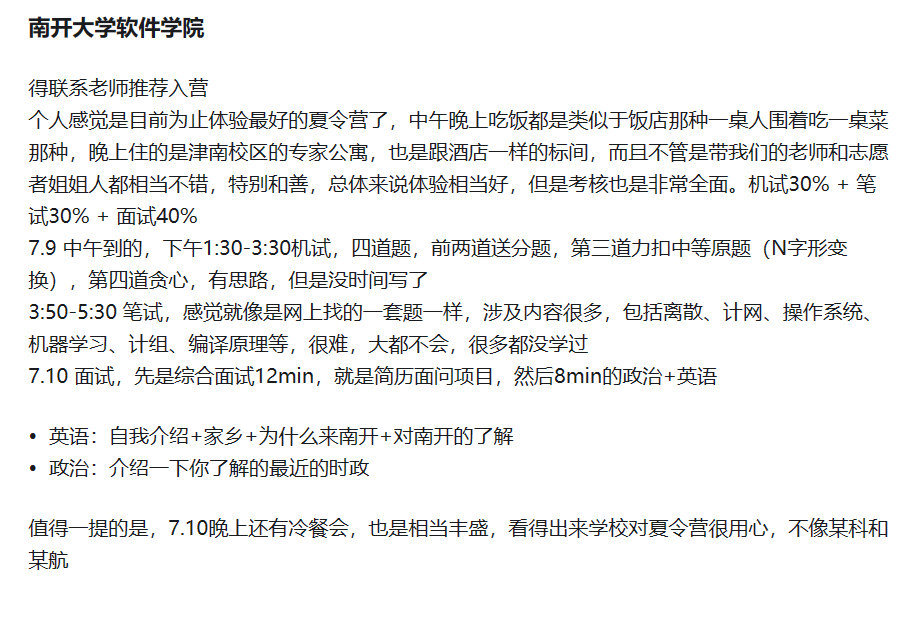 南开大学软件学院
得联系老师推荐入营
个人感觉是目前为止体验最好的夏令营了，中午晚上吃饭都是类似于饭店那种一桌人围着吃一桌菜
那种，晚上住的是津南校区的专家公寓，也是跟酒店一样的标间，而且不管是带我们的老师和志愿
者姐姐人都相当不错，特别和善，总体来说体验相当好，但是考核也是非常全面。机试30% + 笔
试30% + 面试40%
7.9 中午到的，下午1:30-3:30机试，四道题，前两道送分题，第三道力扣中等原题（N字形变
换），第四道贪心，有思路，但是没时间写了
3:50-5:30 笔试，感觉就像是网上找的一套题一样，涉及内容很多，包括离散、计网、操作系统、
机器学习、计组、编译原理等，很难，大都不会，很多都没学过
7.10 面试，先是综合面试12min，就是简历面问项目，然后8min的政治+英语
• 英语：自我介绍+家乡+为什么来南开+对南开的了解
• 政治：介绍一下你了解的最近的时政
值得一提的是，7.10晚上还有冷餐会，也是相当丰盛，看得出来学校对夏令营很用心，不像某科和
某航